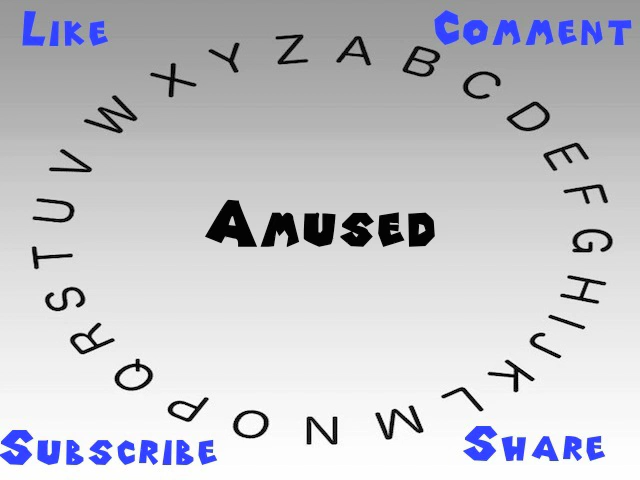 Like
Comment
A B C D E F G H I J K L M N O P Q R S T U V W X Y Z
Amused
Subscribe
Share